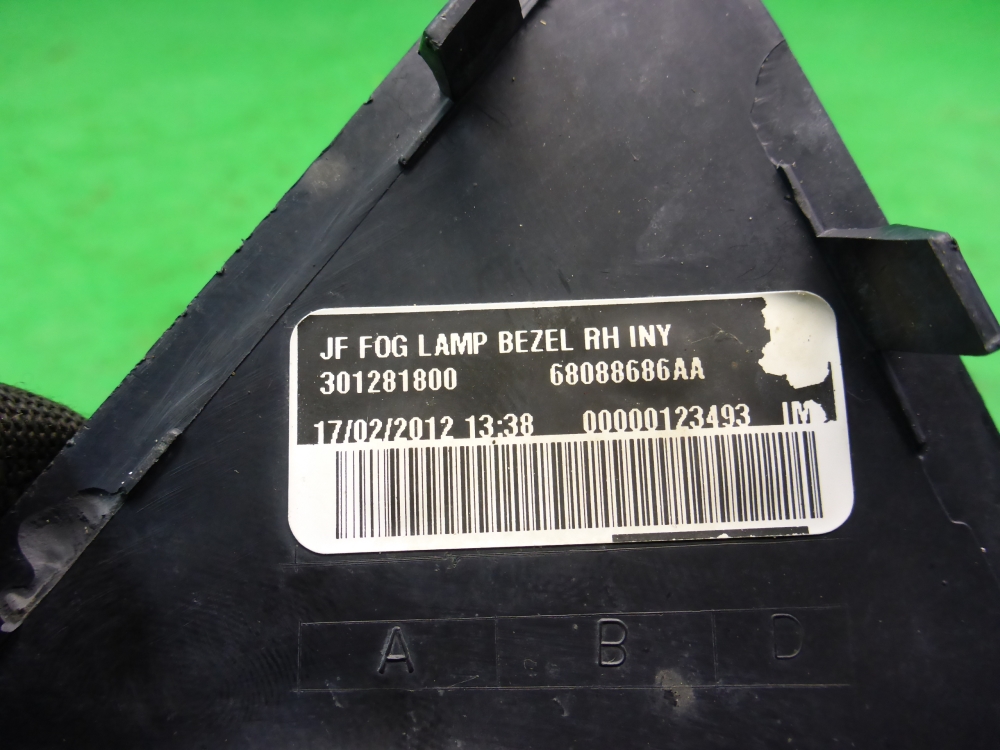 JF FOG LAMP BEZEL RH INY
301281800 68088686AA
17/02/2012 13:38 00000123493 IM
A B D